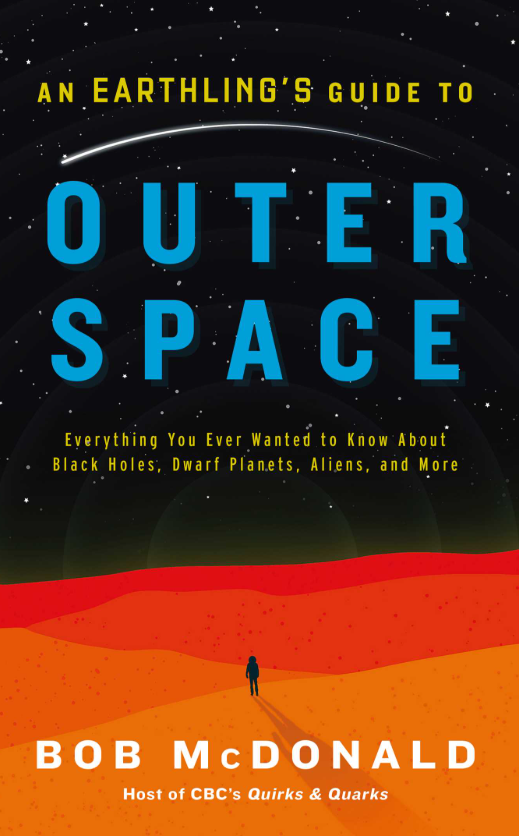 AN EARTHLING'S GUIDE TO
OUTER
SPACE
Everything You Ever Wanted to Know About
Black Holes, Dwarf Planets, Aliens, and More
BOB McDONALD
Host of CBC's Quirks & Quarks